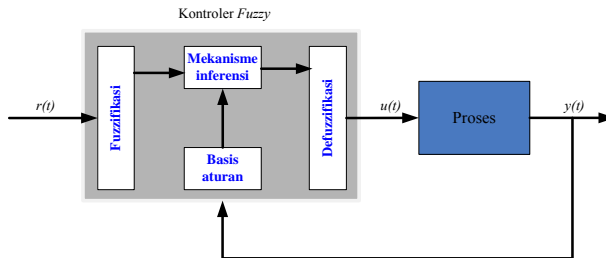 Kontroler Fuzzy
Mekanisme
inferensi
Fuzzifikasi
Defuzzifikasi
Basis
aturan
r(t)
u(t)
Proses
y(t)